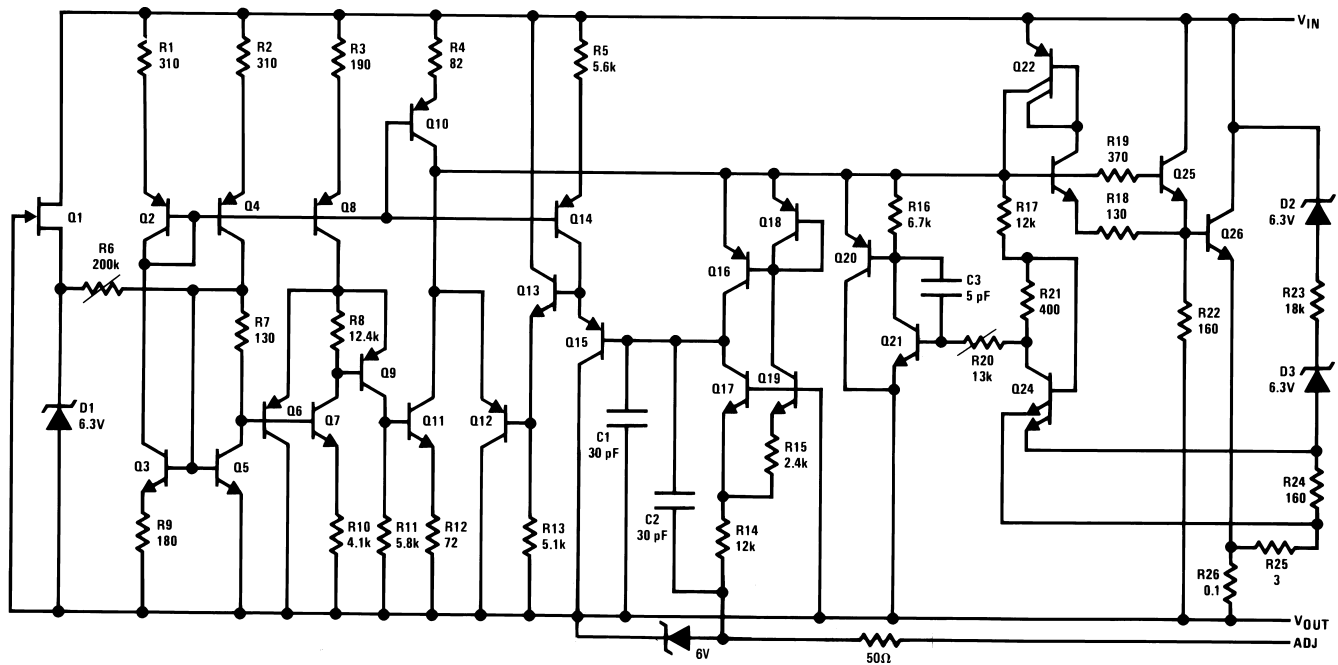 R1
310
R2
310
R3
190
R4
82
R5
5.6k
VIN
Q22
Q10
R19
370
Q25
R18
130
Q1
Q2
Q4
Q8
Q14
Q18
R16
6.7k
R17
12k
Q26
D2
6.3V
R6
200k
Q13
Q16
Q20
C3
5 pF
R21
400
R22
160
R23
18k
R7
130
R8
12.4k
Q9
Q15
Q21
R20
13k
D1
6.3V
Q6
Q7
Q11
Q12
Q17
Q19
Q24
D3
6.3V
C1
30 pF
R15
2.4k
Q3
Q5
R24
160
R9
180
R10
4.1k
R11
5.8k
R12
72
R13
5.1k
C2
30 pF
R14
12k
R26
0.1
R25
3
VOUT
6V
50Ω
ADJ